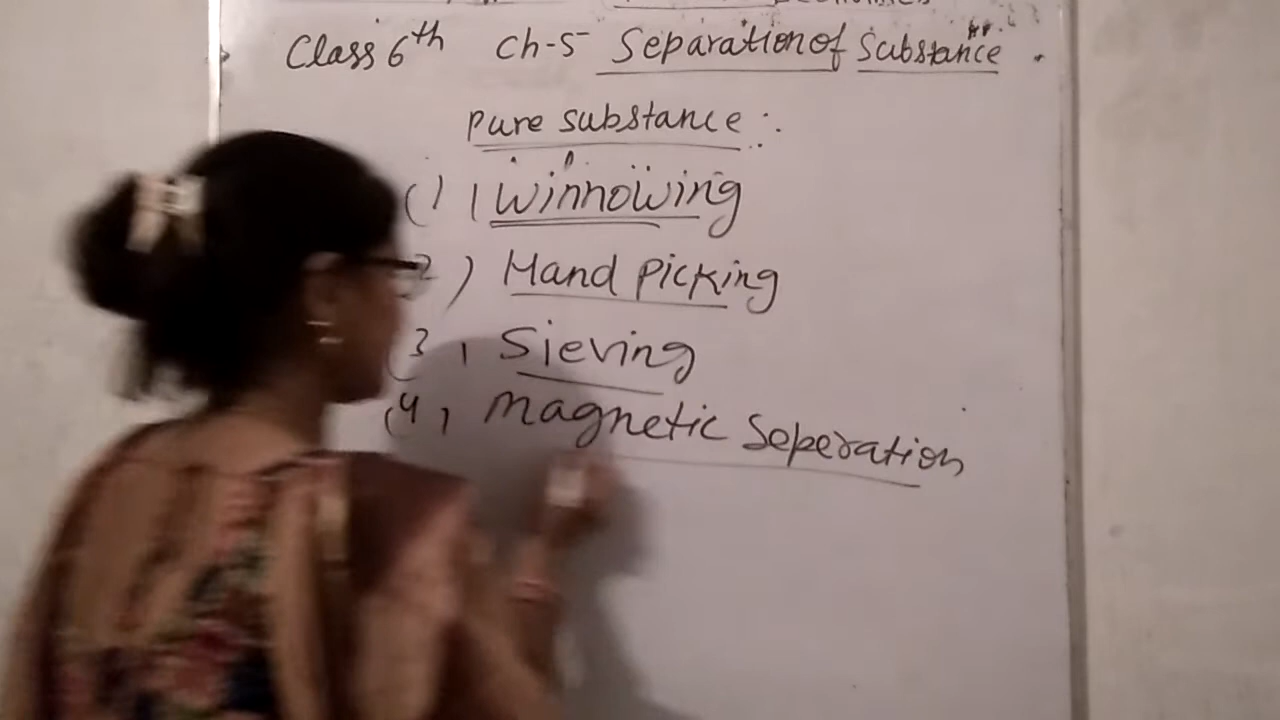 Class 6th Ch-5 Separation of Substance
Pure substance :
(1) Winnowing
(2) Hand Picking
(3) Sieving
(4) Magnetic Seperation